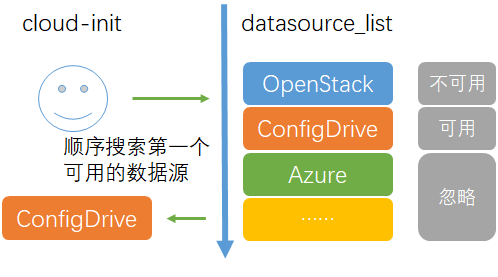 cloud-init
datasource_list
OpenStack
不可用
ConfigDrive
可用
顺序搜索第一个
可用的数据源
Azure
忽略
ConfigDrive
……